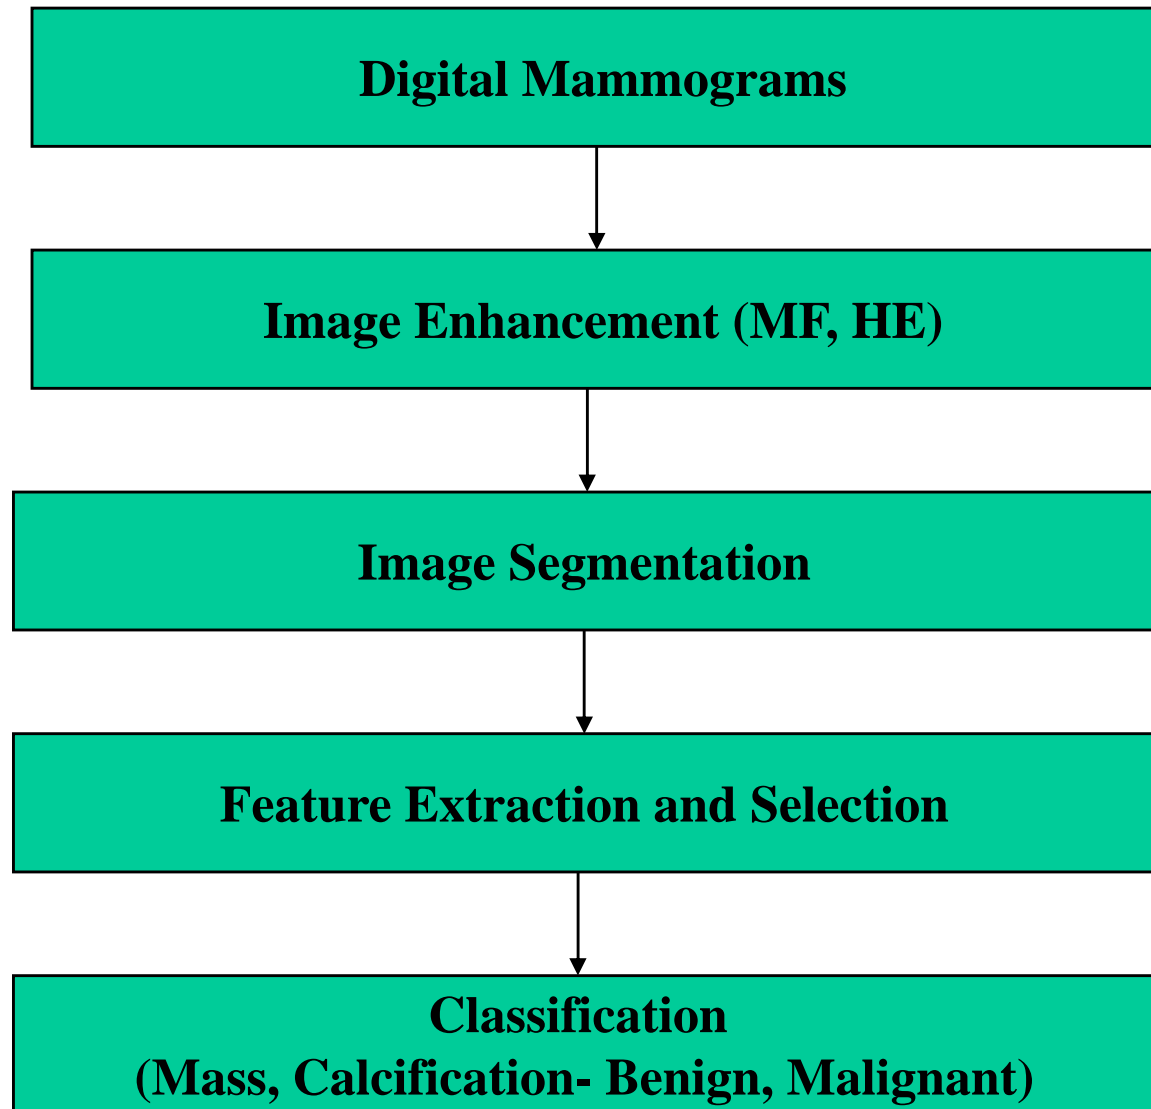 Digital Mammograms
Image Enhancement (MF, HE)
Image Segmentation
Feature Extraction and Selection
Classification
(Mass, Calcification- Benign, Malignant)